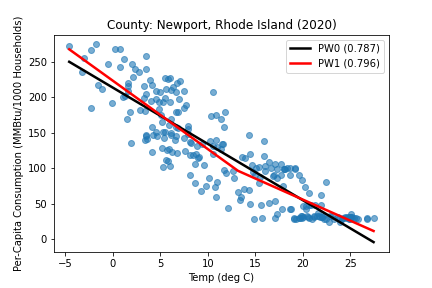 County: Newport, Rhode Island (2020)
PW0 (0.787)
PW1 (0.796)
Per-Capita Consumption (MMBtu/1000 Households)
250
200
150
100
50
0
−5
0
5
10
15
20
25
Temp (deg C)